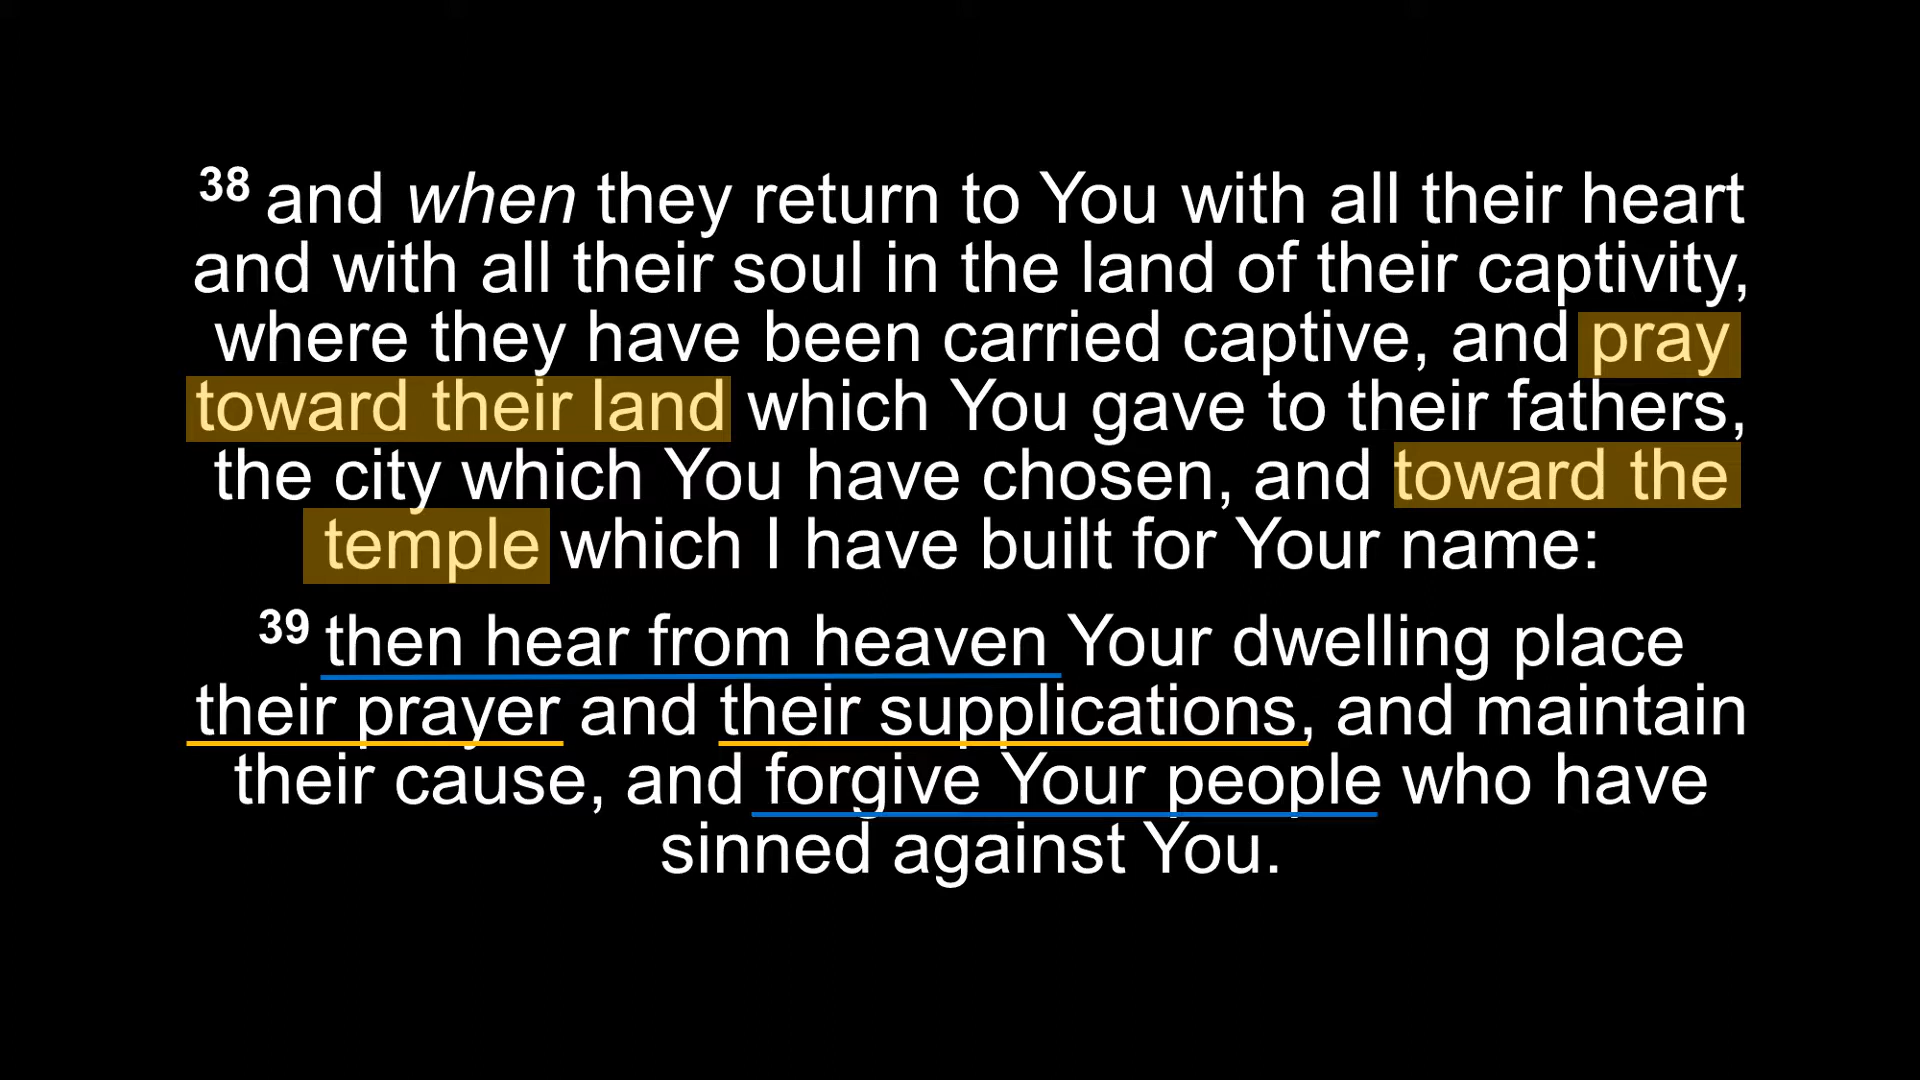 38 and when they return to You with all their heart
and with all their soul in the land of their captivity,
where they have been carried captive, and pray
toward their land which You gave to their fathers,
the city which You have chosen, and toward the
temple which I have built for Your name:
39 then hear from heaven Your dwelling place
their prayer and their supplications, and maintain
their cause, and forgive Your people who have
sinned against You.